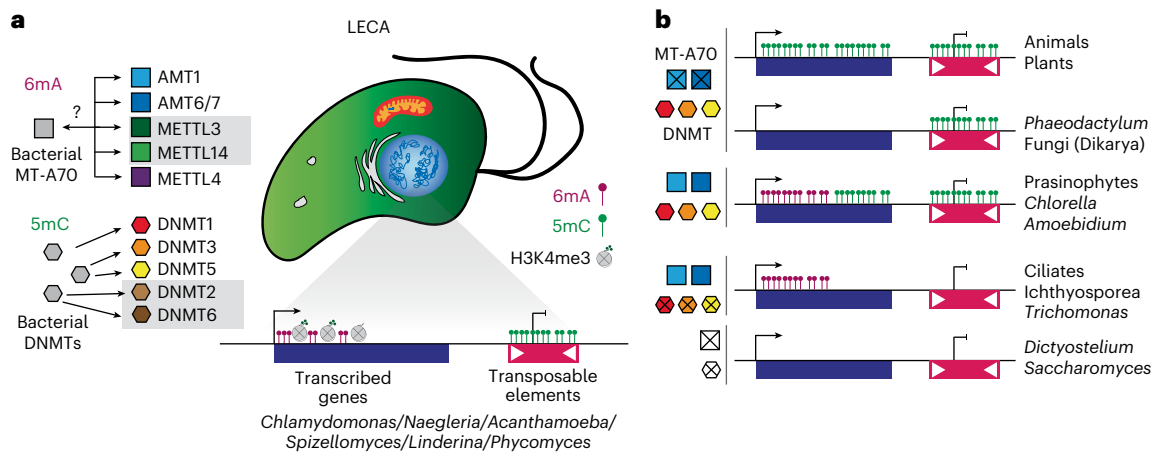 a
LECA
6mA
?
Bacterial
MT-A70
AMT1
AMT6/7
METTL3
METTL14
METTL4
5mC
Bacterial
DNMTs
DNMT1
DNMT3
DNMT5
DNMT2
DNMT6
6mA
5mC
H3K4me3
Transcribed
genes
Transposable
elements
Chlamydomonas/Naegleria/Acanthamoeba/
Spizellomyces/Linderina/Phycomyces
b
MT-A70
DNMT
Animals
Plants
Phaeodactylum
Fungi (Dikarya)
Prasinophytes
Chlorella
Amoebidium
Ciliates
Ichthyosporea
Trichomonas
Dictyostelium
Saccharomyces